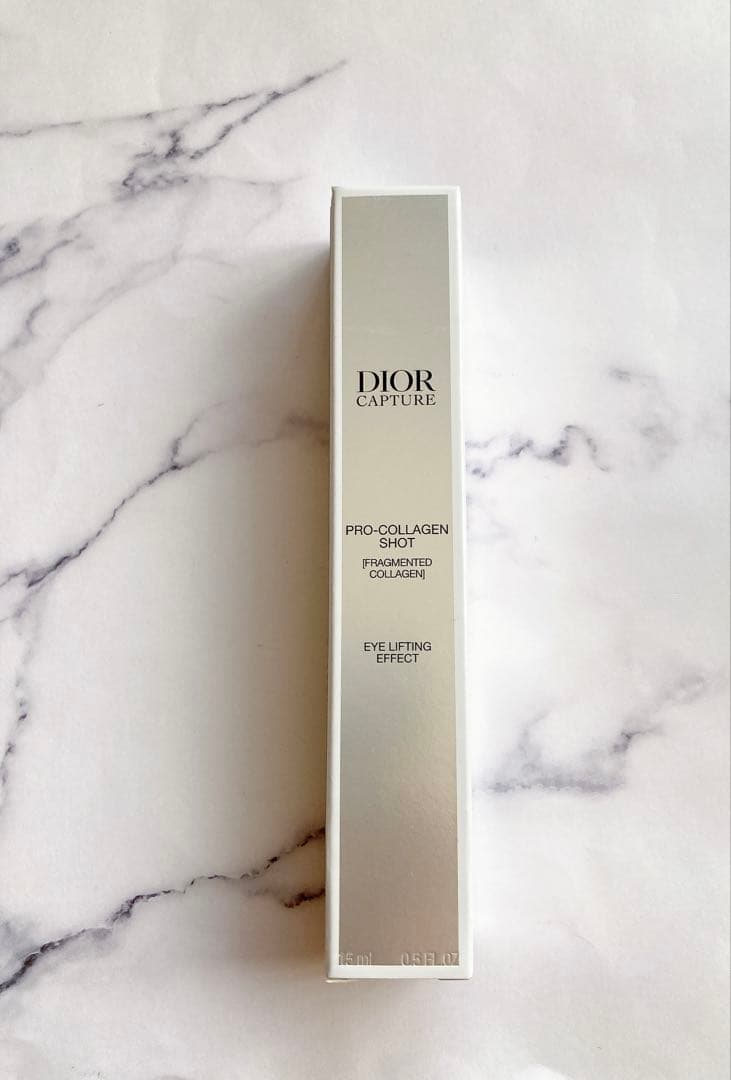 DIOR
CAPTURE
PRO-COLLAGEN
SHOT
[FRAGMENTED
COLLAGEN]
EYE LIFTING
EFFECT
15 ml 0.5 FL.OZ